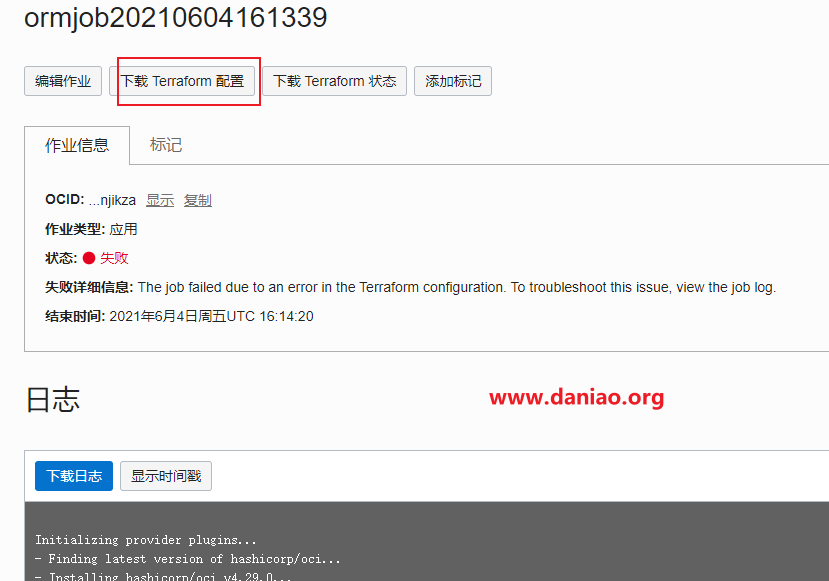 ormjob20210604161339
编辑作业 下载 Terraform 配置 下载 Terraform 状态 添加标记
作业信息 标记
OCID: ...njikza 显示 复制
作业类型: 应用
状态: 失败
失败详细信息: The job failed due to an error in the Terraform configuration. To troubleshoot this issue, view the job log.
结束时间: 2021年6月4日周五UTC 16:14:20
日志
www.daniao.org
下载日志 显示时间戳
Initializing provider plugins...
- Finding latest version of hashicorp/oci...
- Installing hashicorp/oci v4.29.0...